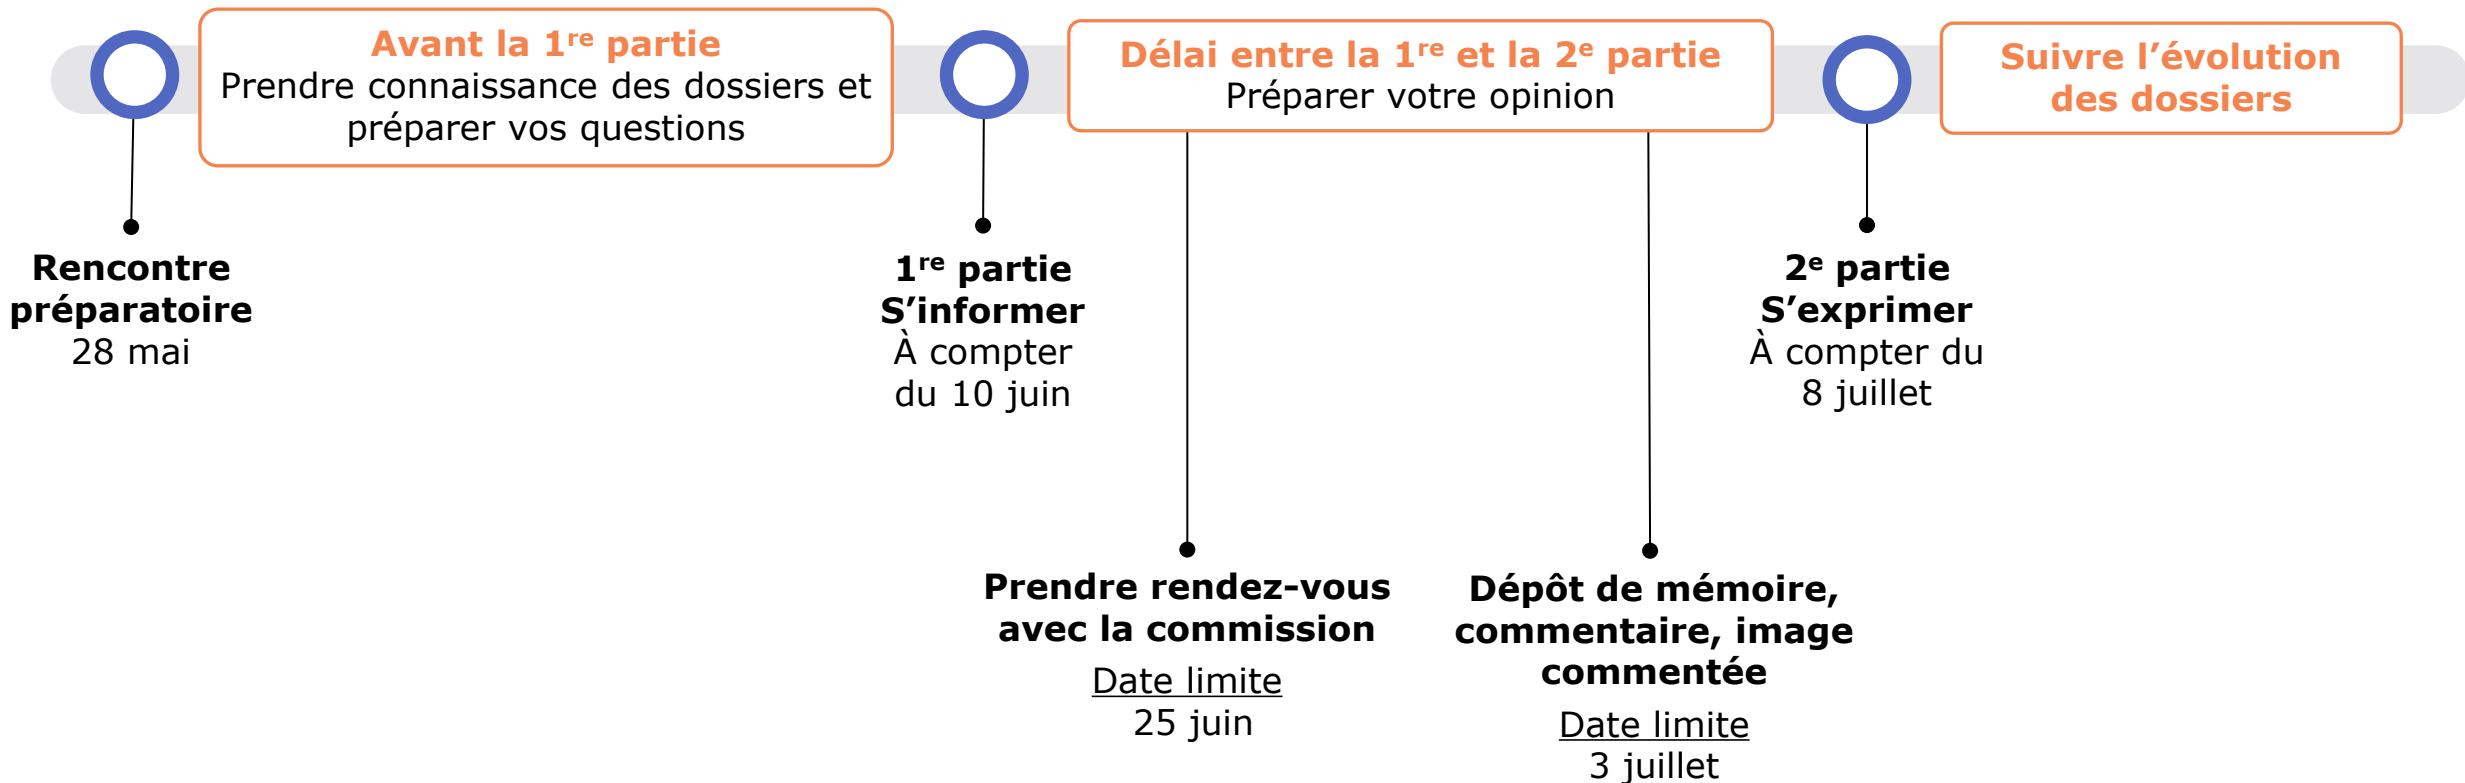 Avant la 1re partie
Prendre connaissance des dossiers et
préparer vos questions
Délai entre la 1re et la 2e partie
Préparer votre opinion
Suivre l’évolution
des dossiers
Rencontre
préparatoire
28 mai
1re partie
S’informer
À compter
du 10 juin
2e partie
S’exprimer
À compter du
8 juillet
Prendre rendez-vous
avec la commission
Date limite
25 juin
Dépôt de mémoire,
commentaire, image
commentée
Date limite
3 juillet